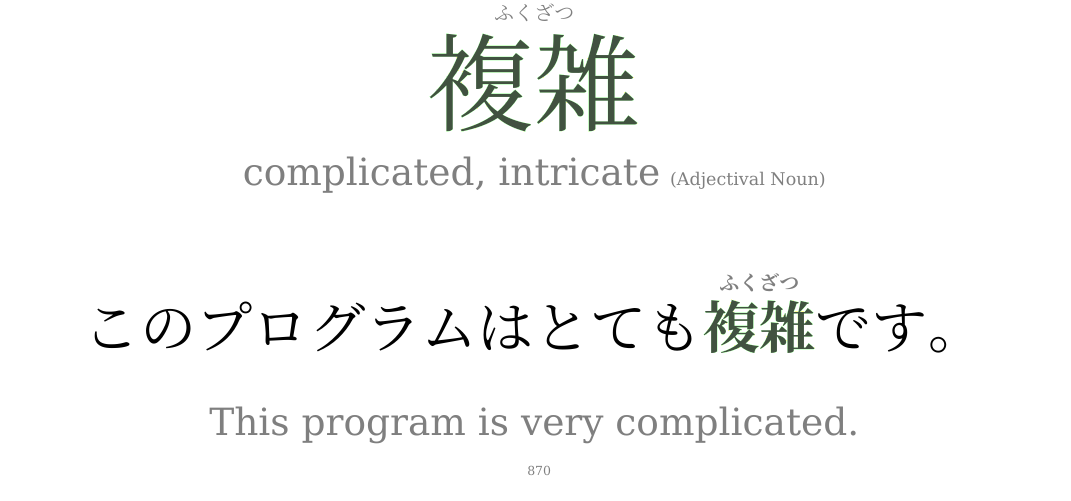 ふくざつ
複雑
complicated, intricate (Adjectival Noun)
ふくざつ
このプログラムはとても複雑です。
This program is very complicated.
870